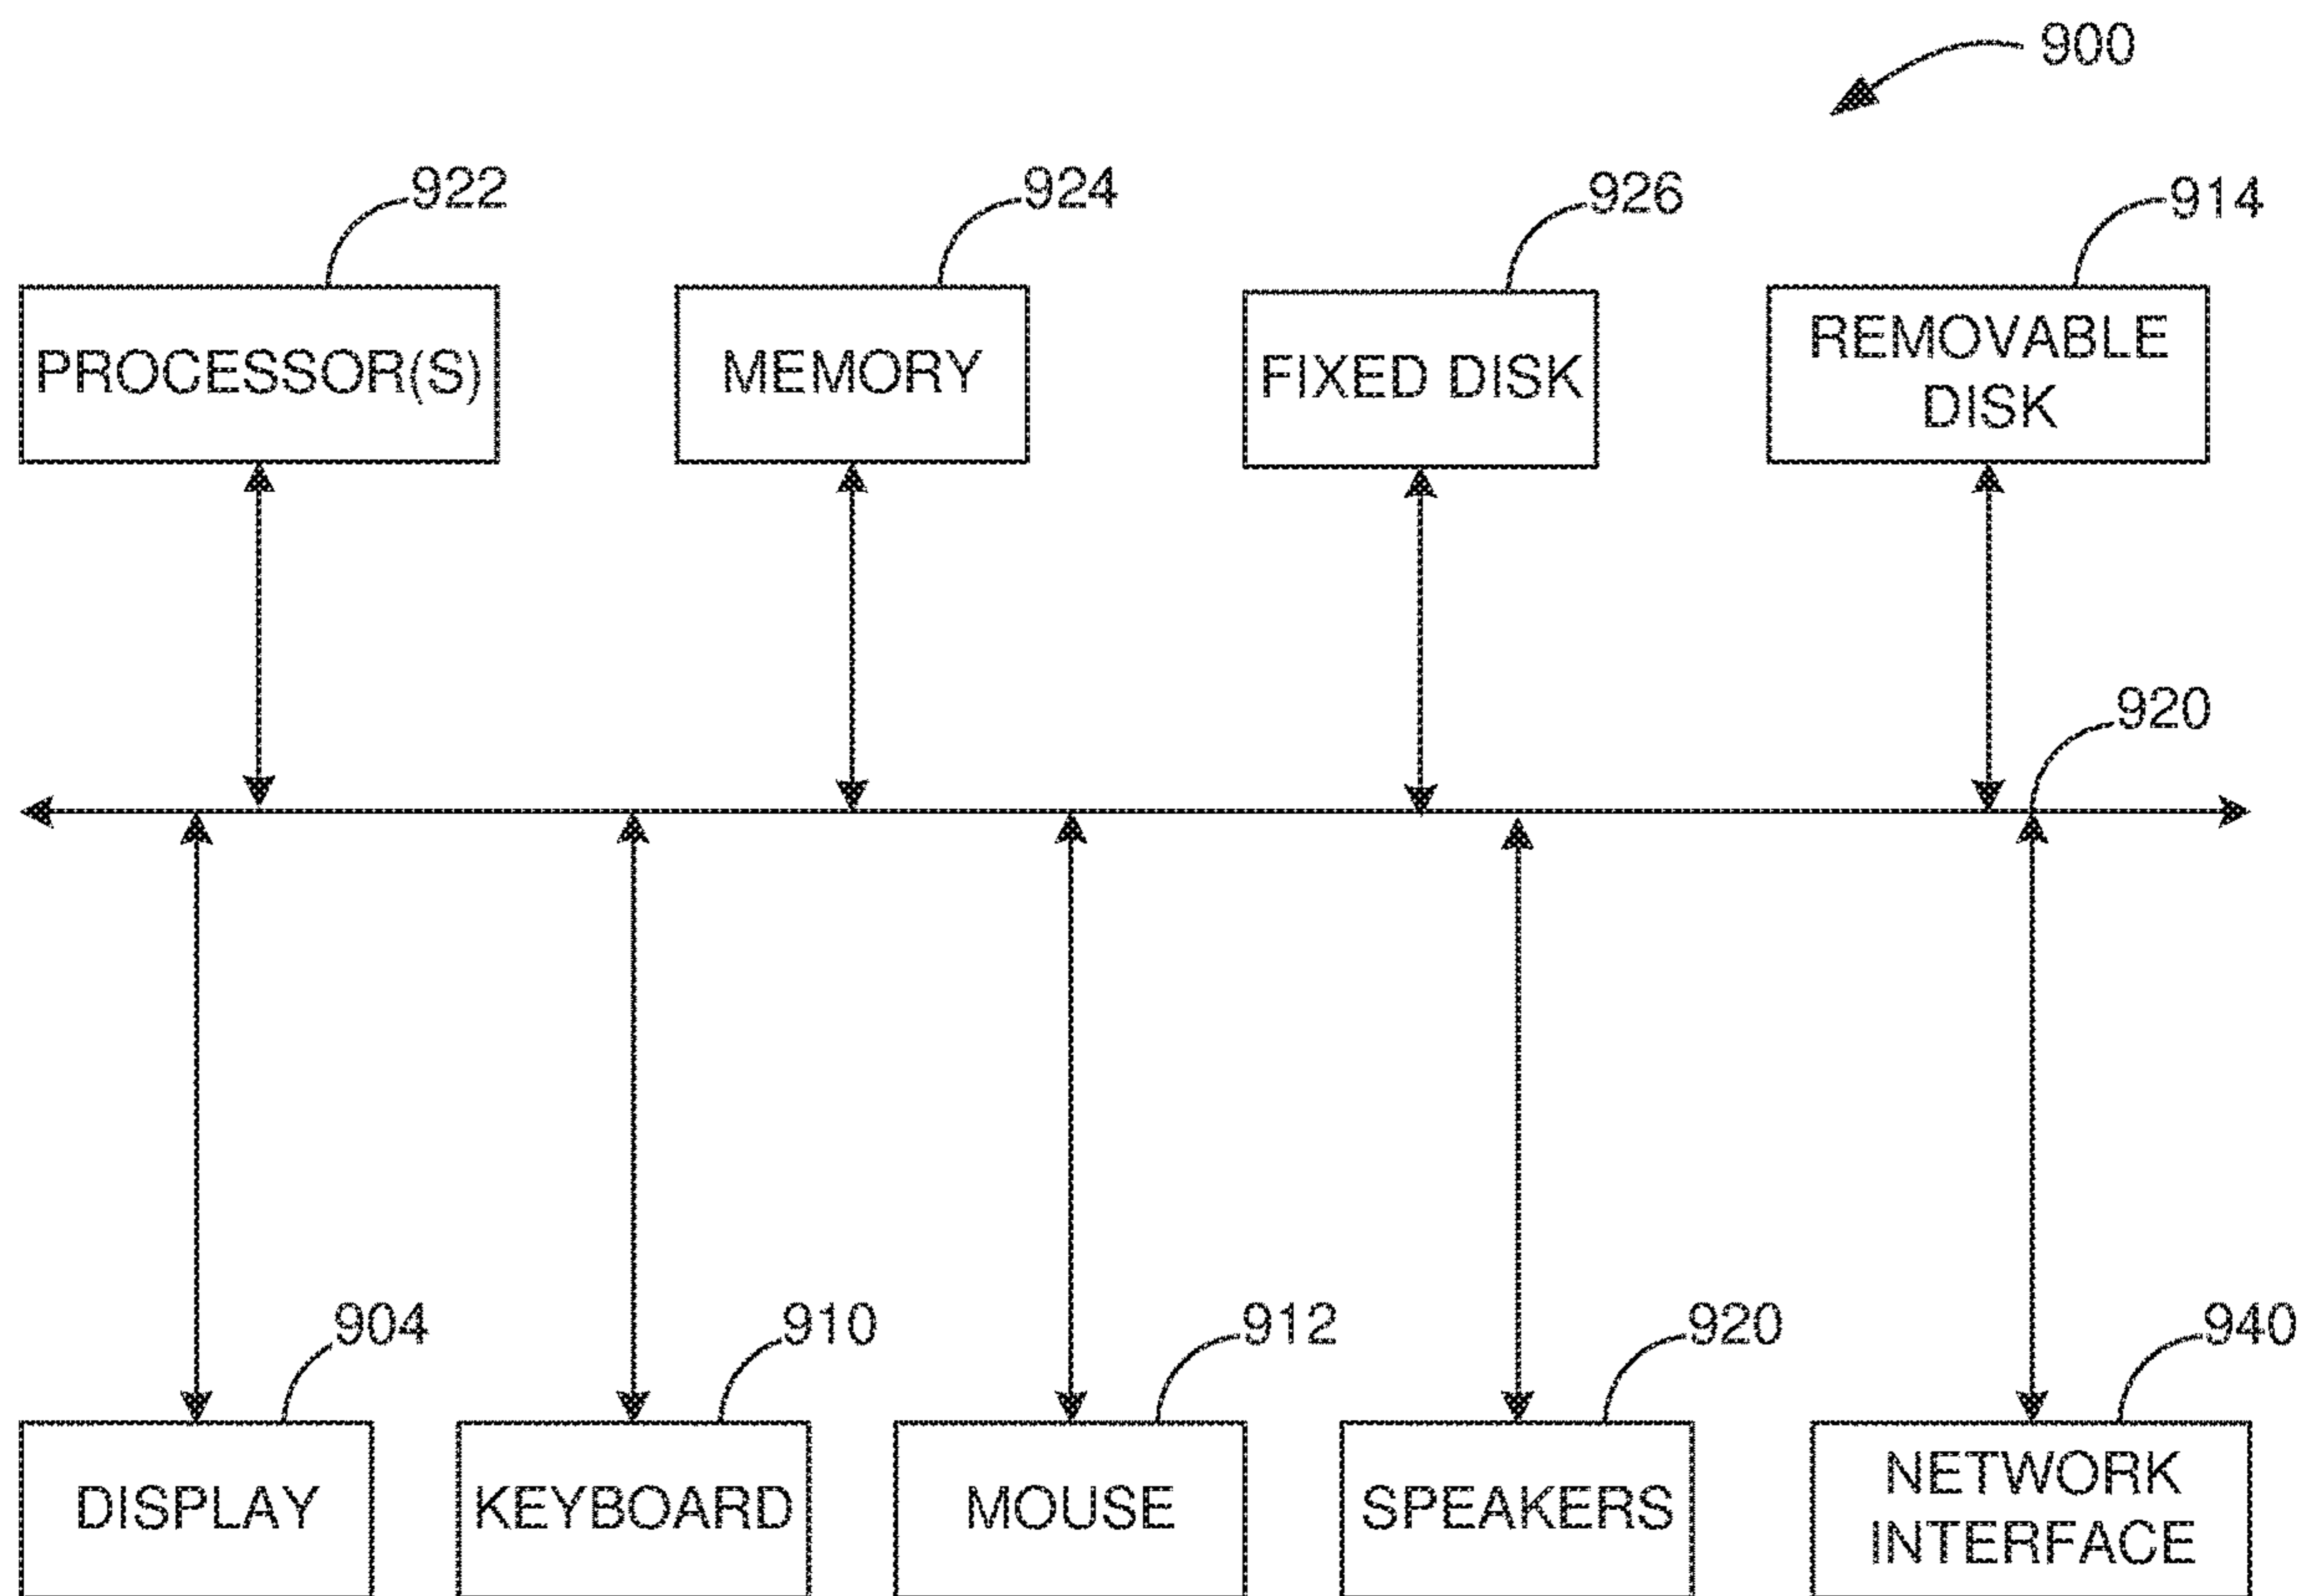 900
922
924
926
914
PROCESSOR(S)
MEMORY
FIXED DISK
REMOVABLE
DISK
920
904
910
912
920
940
DISPLAY
KEYBOARD
MOUSE
SPEAKERS
NETWORK
INTERFACE